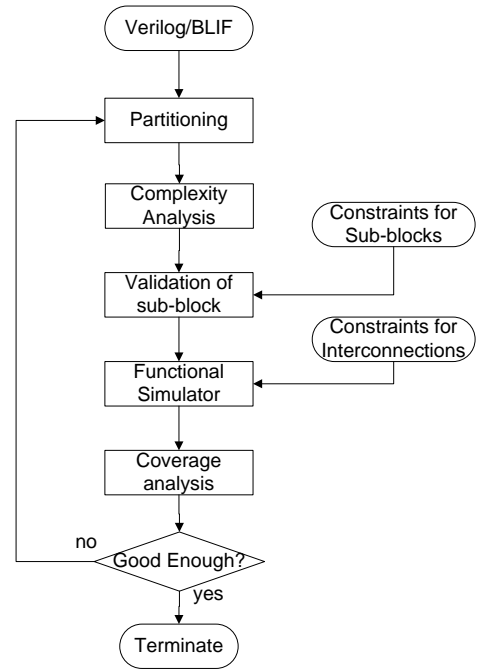 Verilog/BLIF
Partitioning
Complexity
Analysis
Constraints for
Sub-blocks
Validation of
sub-block
Constraints for
Interconnections
Functional
Simulator
Coverage
analysis
no
Good Enough?
yes
Terminate